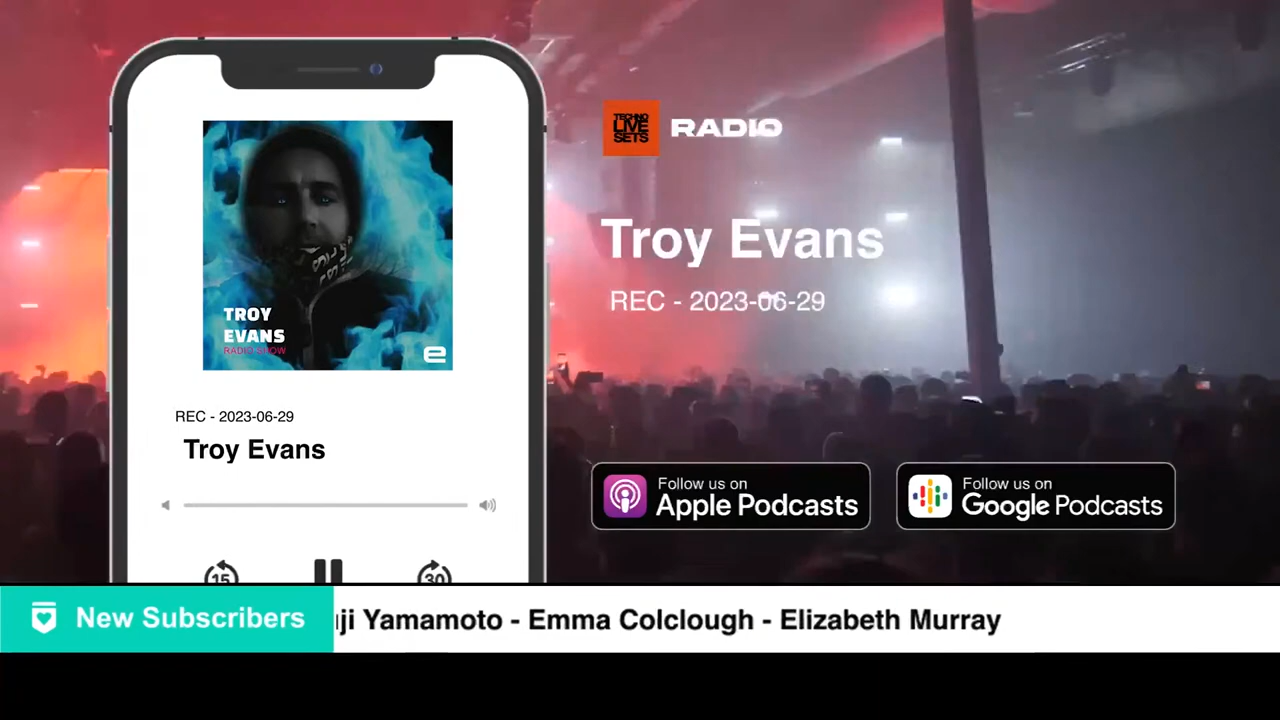 TROY
EVANS
RADIO SHOW
REC - 2023-06-29
Troy Evans
15
30
TECHNO
LIVE
SETS
RADIO
Troy Evans
REC - 2023-06-29
Follow us on
Apple Podcasts
Follow us on
Google Podcasts
New Subscribers
Yamamoto - Emma Colclough - Elizabeth Murray